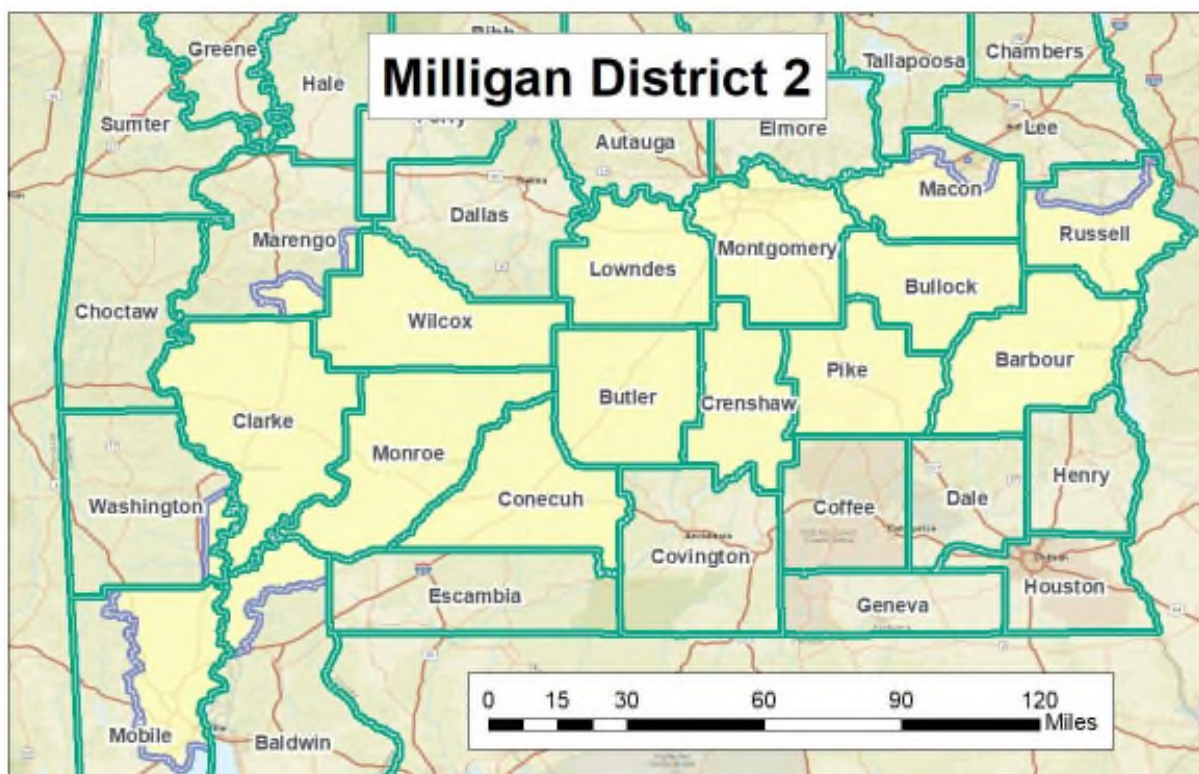 Milligan District 2
Greene
Hale
Tallapoosa
Chambers
Sumter
Perry
Autauga
Elmore
Lee
Macon
Dallas
Marengo
Lowndes
Montgomery
Russell
Bullock
Choctaw
Wilcox
Barbour
Pike
Butler
Crenshaw
Clarke
Monroe
Henry
Conecuh
Washington
Coffee
Dale
Covington
Escambia
Houston
Geneva
0 15 30 60 90 120
Miles
Mobile
Baldwin